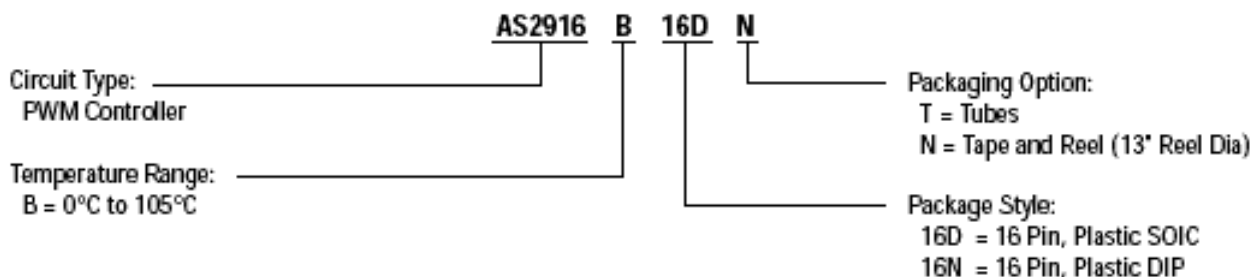 AS2916 B 16D N
Circuit Type:
PWM Controller
Temperature Range:
B = 0°C to 105°C
Packaging Option:
T = Tubes
N = Tape and Reel (13" Reel Dia)
Package Style:
16D = 16 Pin, Plastic SOIC
16N = 16 Pin, Plastic DIP